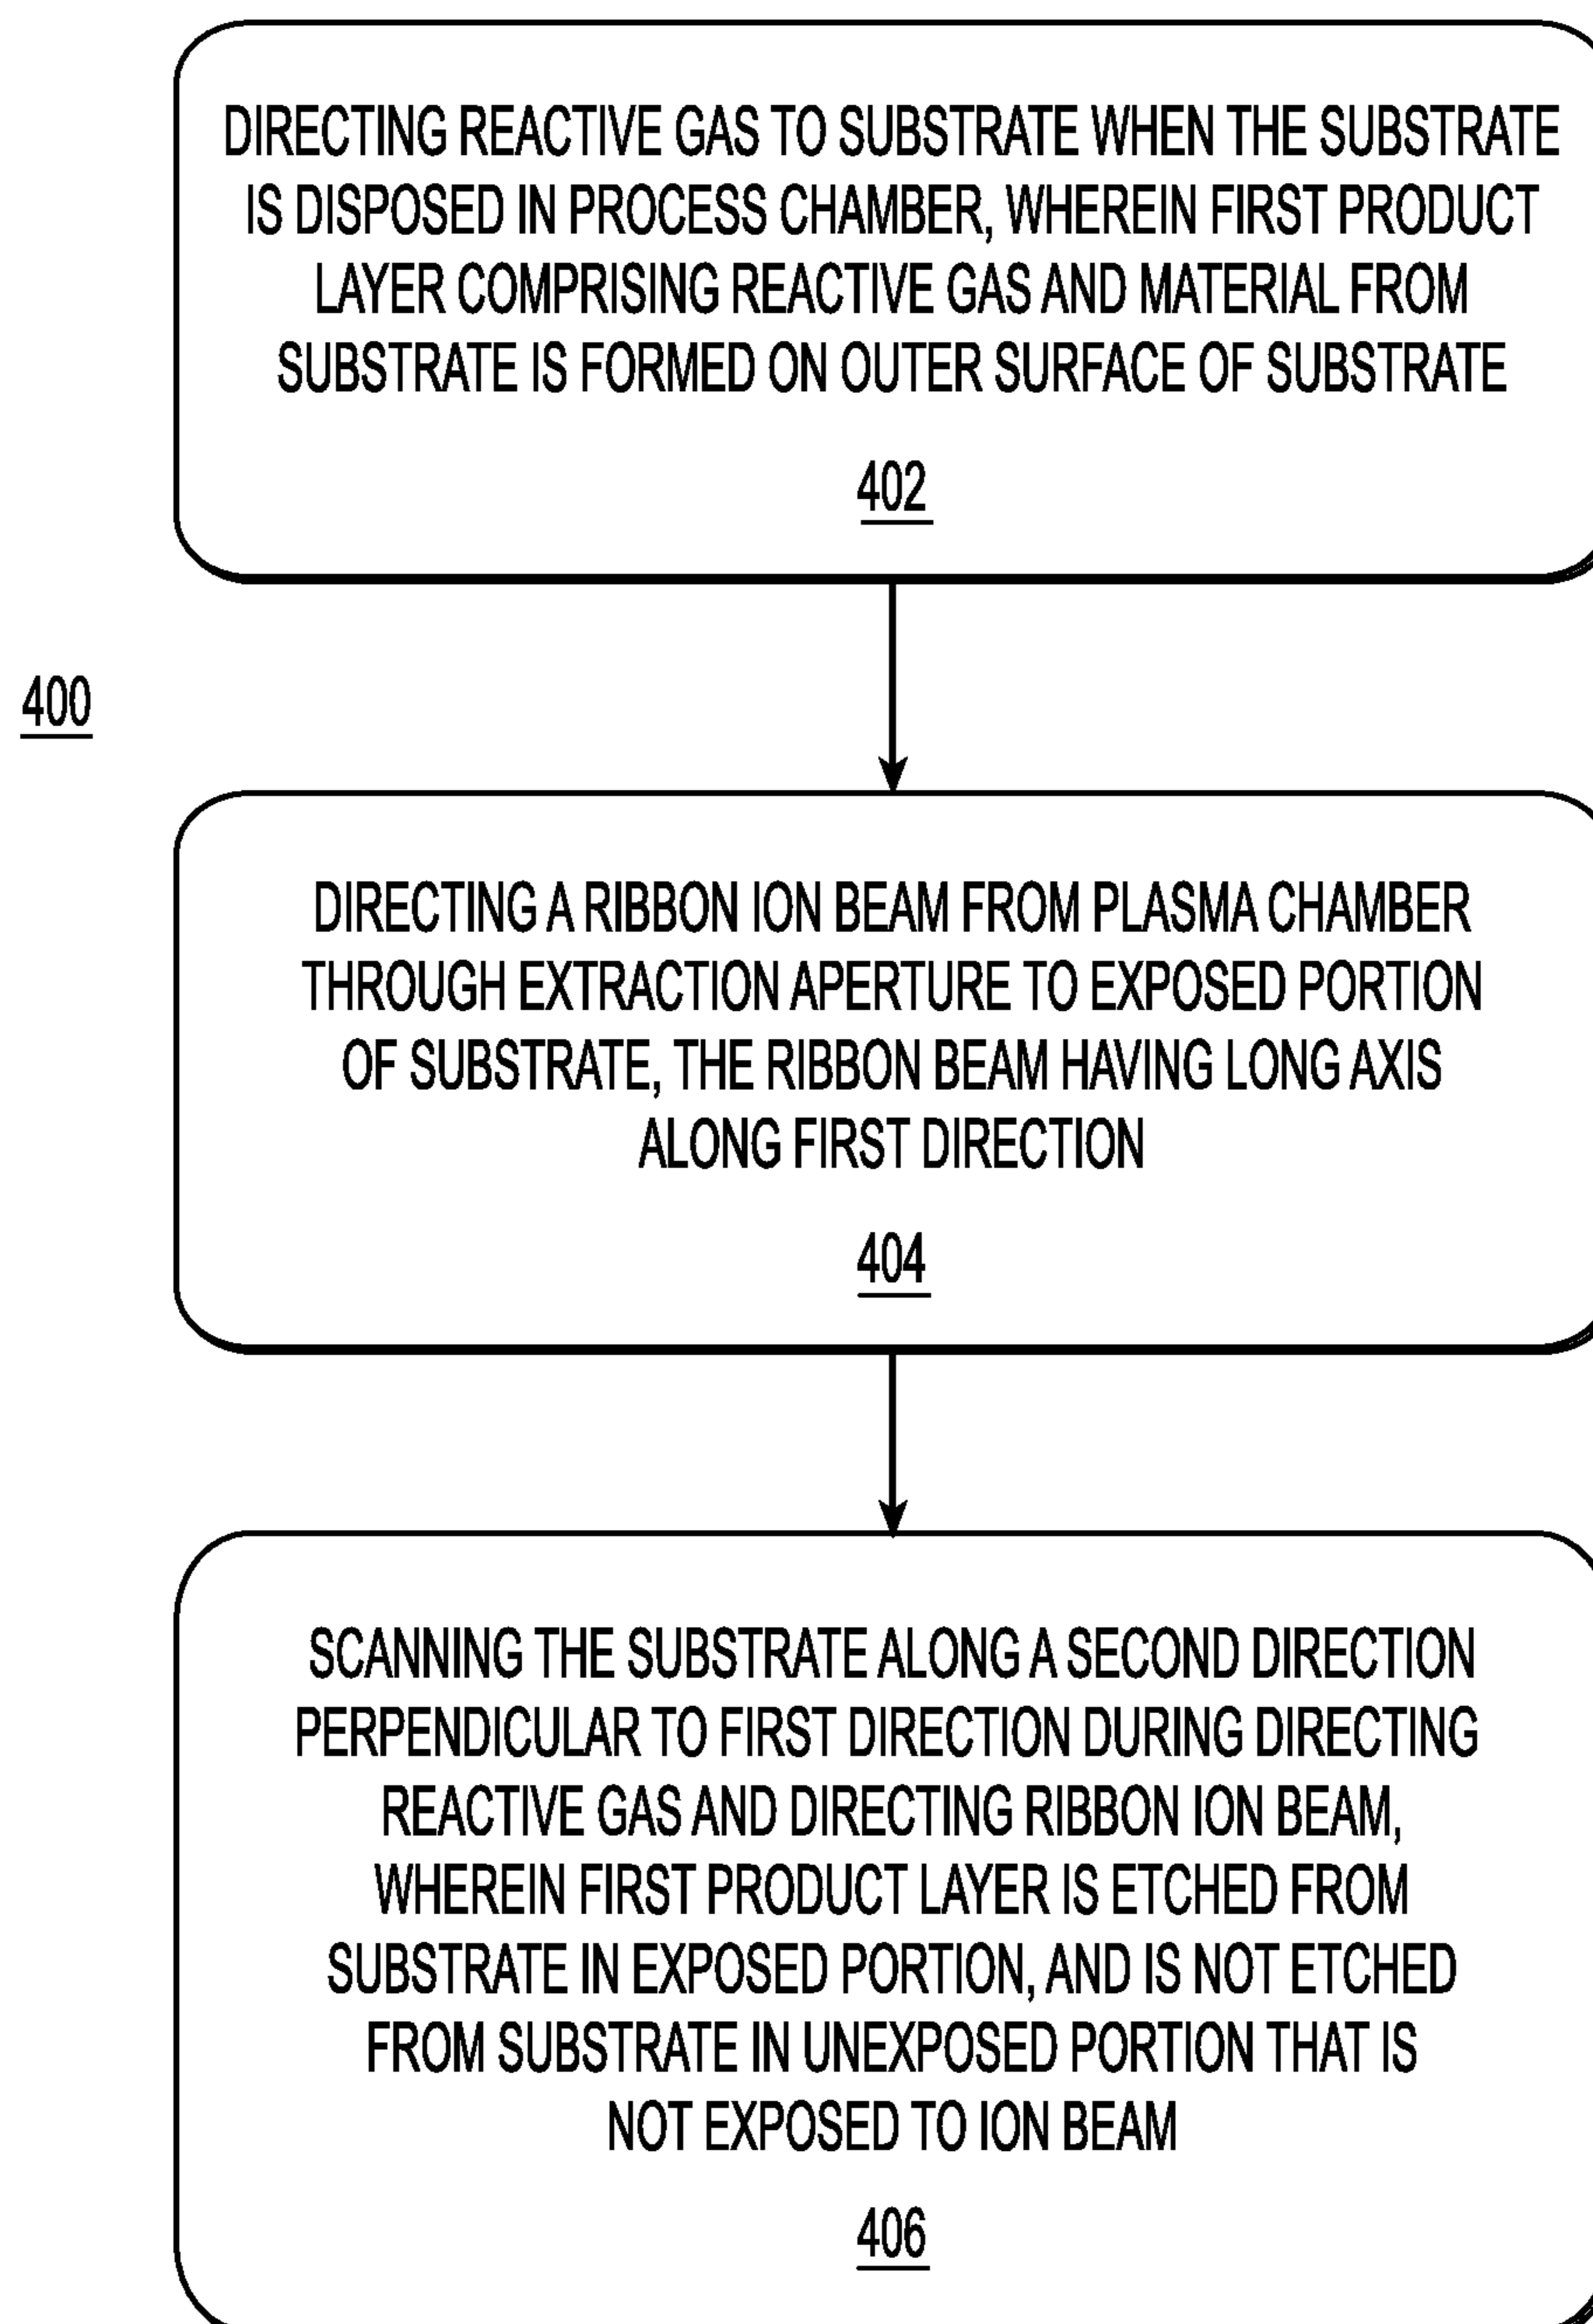 DIRECTING REACTIVE GAS TO SUBSTRATE WHEN THE SUBSTRATE
IS DISPOSED IN PROCESS CHAMBER, WHEREIN FIRST PRODUCT
LAYER COMPRISING REACTIVE GAS AND MATERIAL FROM
SUBSTRATE IS FORMED ON OUTER SURFACE OF SUBSTRATE
402
400
DIRECTING A RIBBON ION BEAM FROM PLASMA CHAMBER
THROUGH EXTRACTION APERTURE TO EXPOSED PORTION
OF SUBSTRATE, THE RIBBON BEAM HAVING LONG AXIS
ALONG FIRST DIRECTION
404
SCANNING THE SUBSTRATE ALONG A SECOND DIRECTION
PERPENDICULAR TO FIRST DIRECTION DURING DIRECTING
REACTIVE GAS AND DIRECTING RIBBON ION BEAM,
WHEREIN FIRST PRODUCT LAYER IS ETCHED FROM
SUBSTRATE IN EXPOSED PORTION, AND IS NOT ETCHED
FROM SUBSTRATE IN UNEXPOSED PORTION THAT IS
NOT EXPOSED TO ION BEAM
406